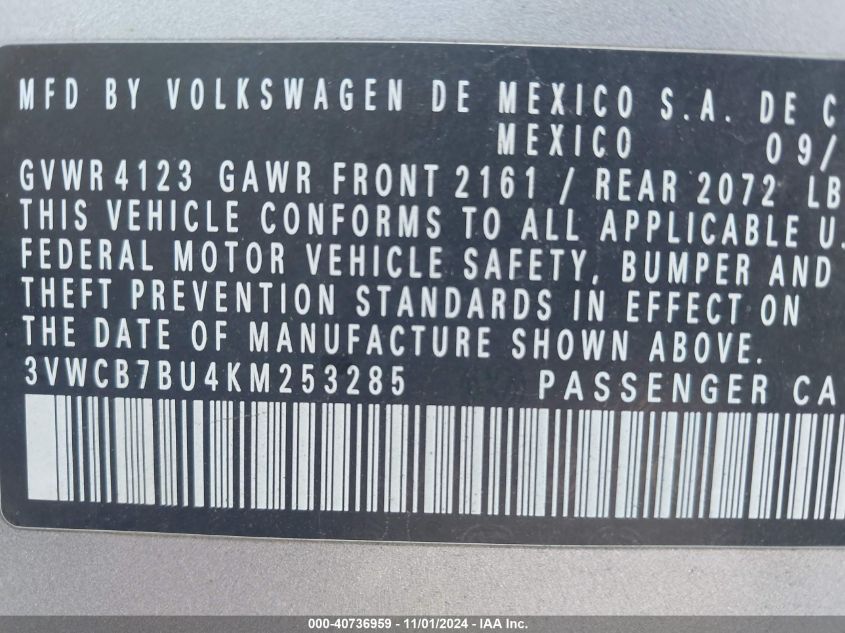 MFD BY VOLKSWAGEN DE MEXICO S.A. DE C
MEXICO 09/
GVWR 4123 GAWR FRONT 2161 / REAR 2072 LB
THIS VEHICLE CONFORMS TO ALL APPLICABLE U.
FEDERAL MOTOR VEHICLE SAFETY, BUMPER AND
THEFT PREVENTION STANDARDS IN EFFECT ON
THE DATE OF MANUFACTURE SHOWN ABOVE.
3VWCB7BU4KM253285 PASSENGER CA
000-40736959 - 11/01/2024 - IAAI.com